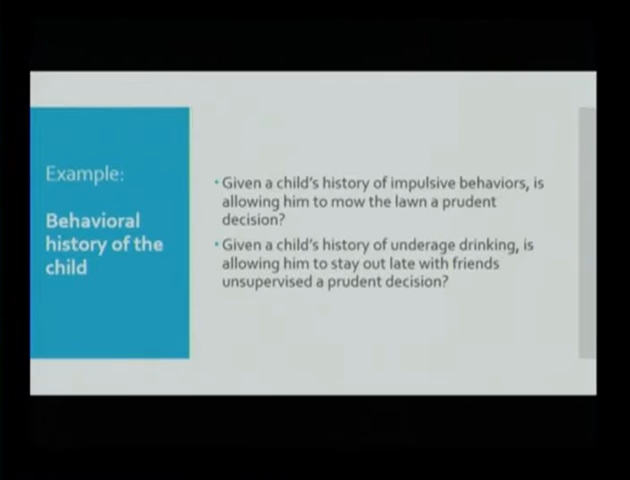 Example:
Behavioral
history of the
child
• Given a child's history of impulsive behaviors, is
allowing him to mow the lawn a prudent
decision?
• Given a child's history of underage drinking, is
allowing him to stay out late with friends
unsupervised a prudent decision?